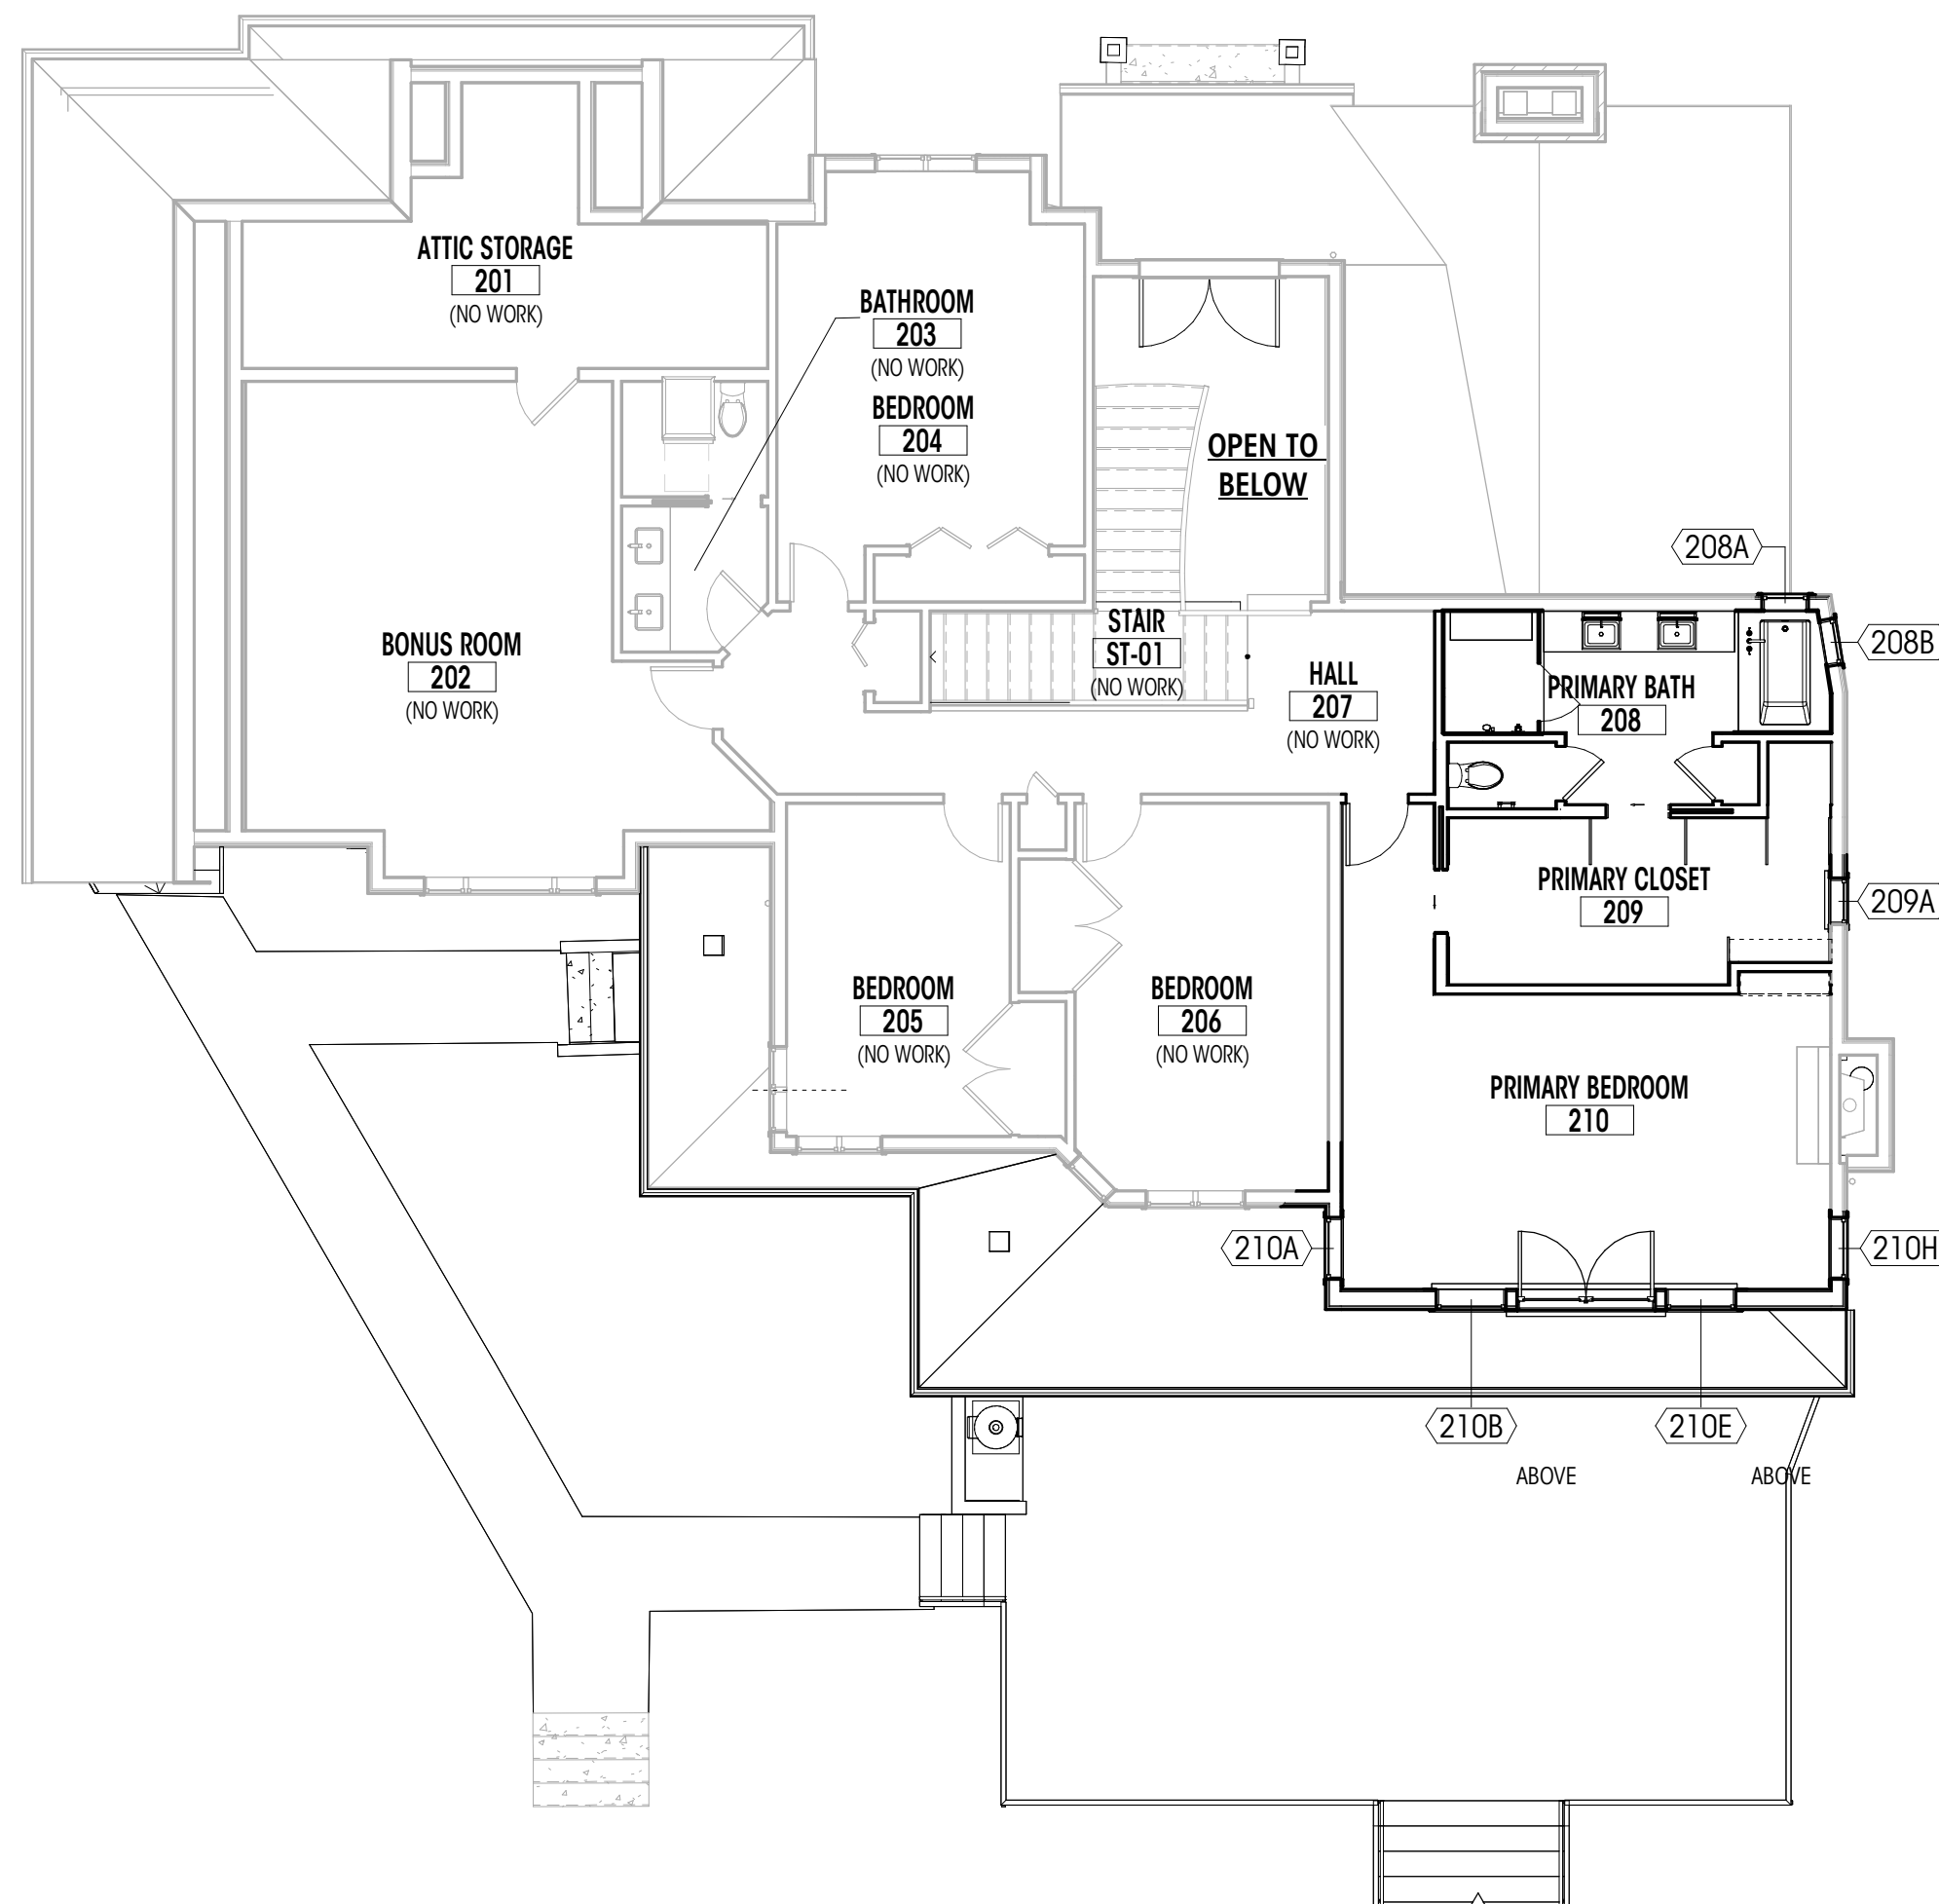 ATTIC STORAGE
201
(NO WORK)
BATHROOM
203
(NO WORK)
BEDROOM
204
(NO WORK)
OPEN TO
BELOW
208A
STAIR
ST-01
(NO WORK)
BONUS ROOM
202
(NO WORK)
HALL
207
(NO WORK)
PRIMARY BATH
208
208B
PRIMARY CLOSET
209
209A
BEDROOM
205
(NO WORK)
BEDROOM
206
(NO WORK)
PRIMARY BEDROOM
210
210A
210H
210B
210E
ABOVE
ABOVE